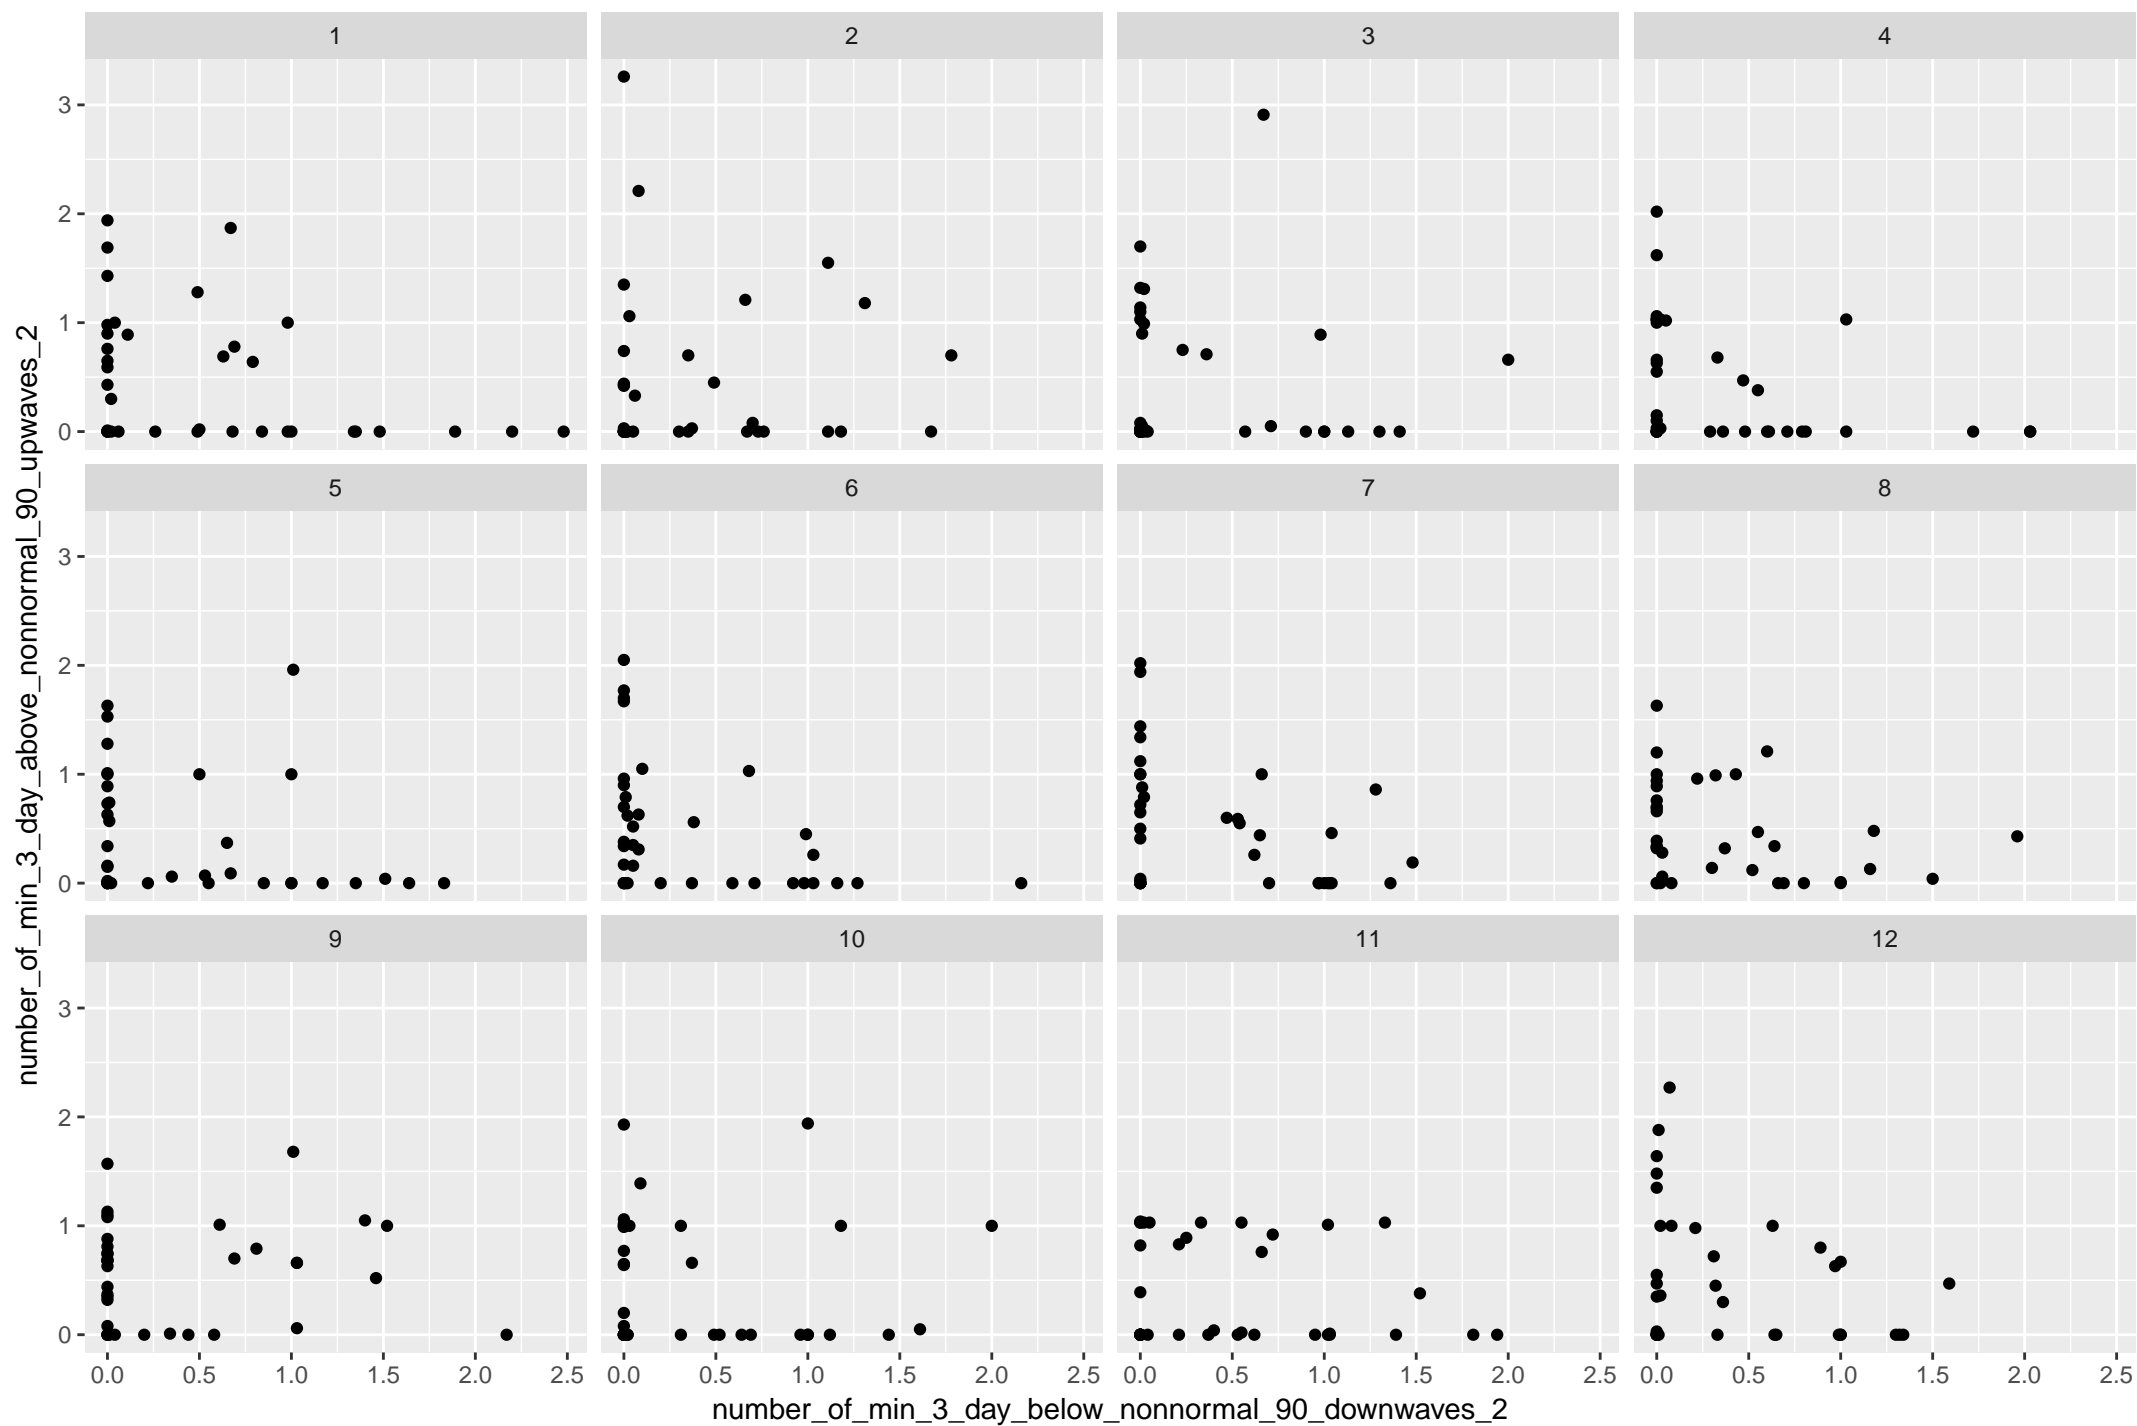 1 2 3 4
3
2
1
0
5 6 7 8
3
2
1
0
9 10 11 12
3
2
1
0
0.0 0.5 1.0 1.5 2.0 2.5 0.0 0.5 1.0 1.5 2.0 2.5 0.0 0.5 1.0 1.5 2.0 2.5 0.0 0.5 1.0 1.5 2.0 2.5
number_of_min_3_day_below_nonnormal_90_downwaves_2
number_of_min_3_day_above_nonnormal_90_upwaves_2